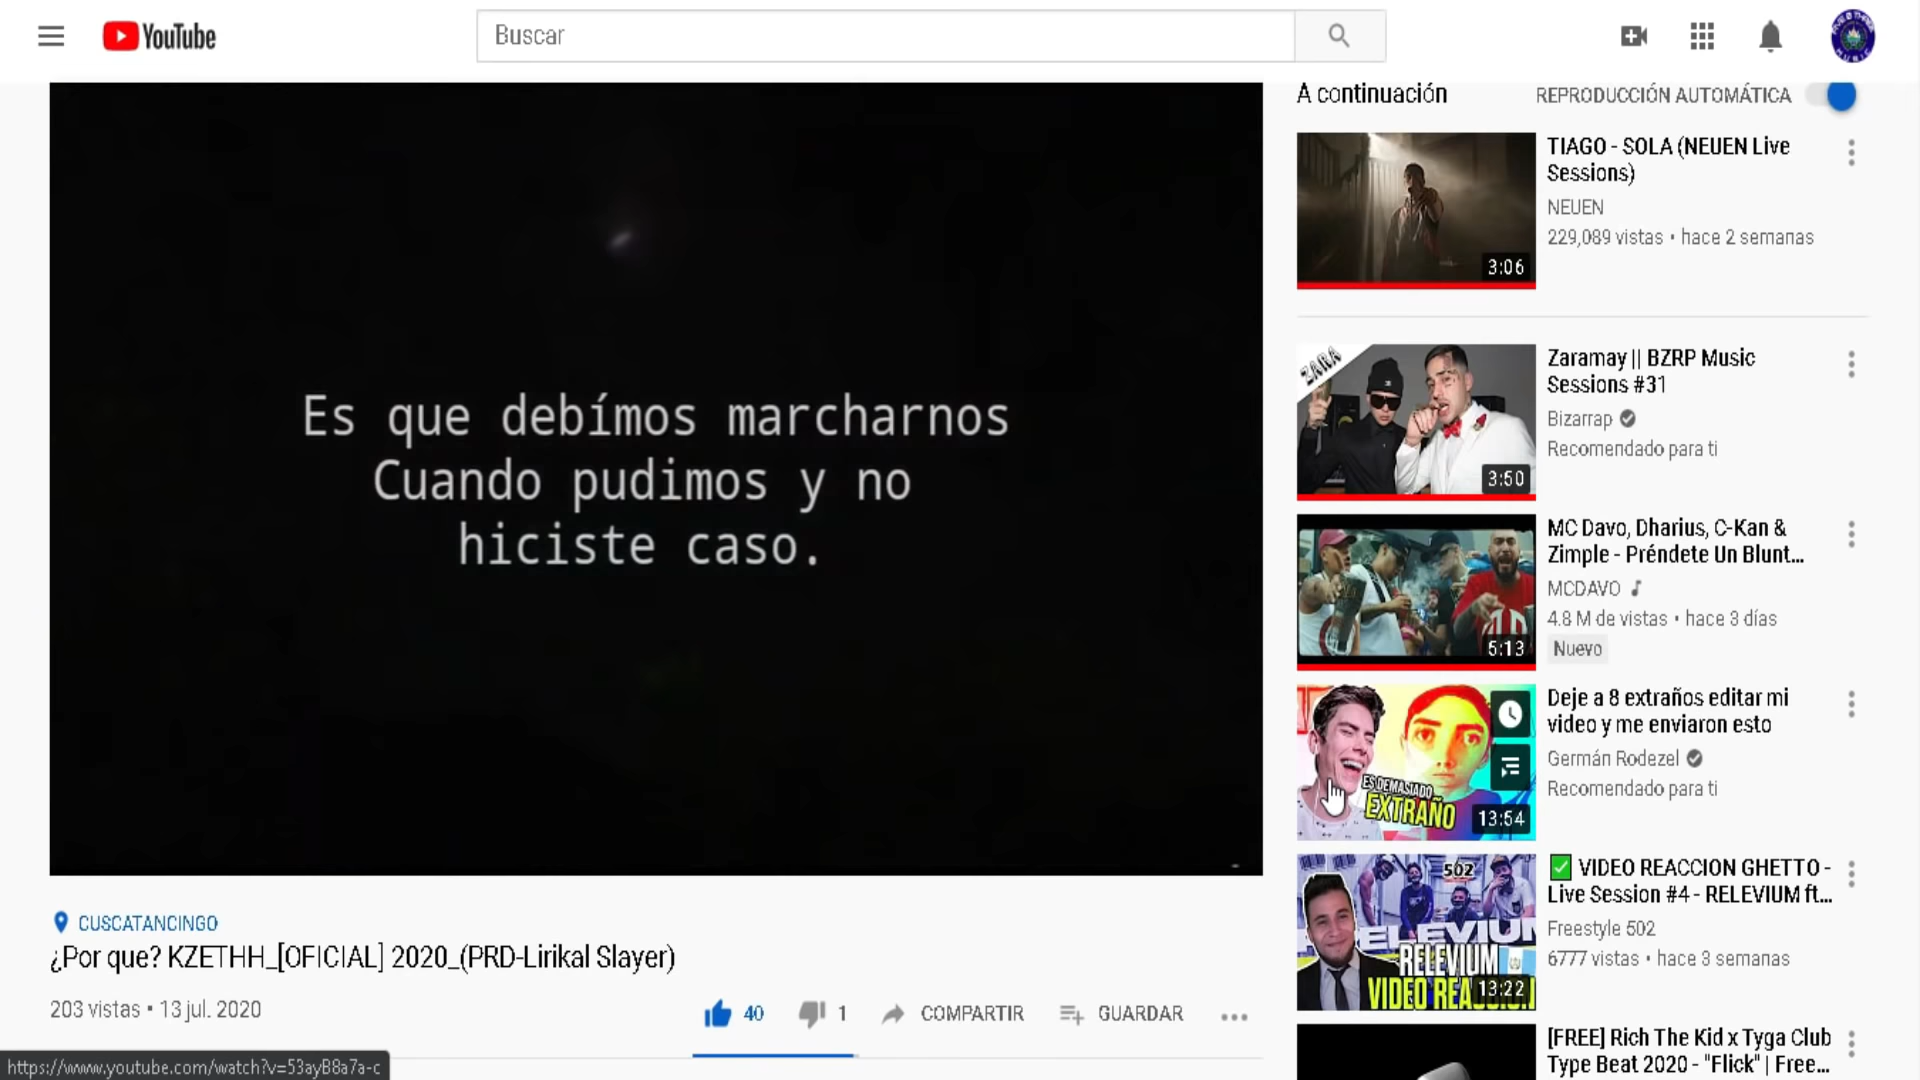 YouTube
Buscar
Es que debímos marcharnos
Cuando pudimos y no
hiciste caso.
CUSCATANCINGO
¿Por que? KZETHH_[OFICIAL] 2020_(PRD-Lirikal Slayer)
203 vistas • 13 jul. 2020
40
1
COMPARTIR
GUARDAR
A continuación
REPRODUCCIÓN AUTOMÁTICA
3:06
TIAGO - SOLA (NEUEN Live
Sessions)
NEUEN
229,089 vistas • hace 2 semanas
ZARA
3:50
Zaramay || BZRP Music
Sessions #31
Bizarrap
Recomendado para ti
5:13
MC Davo, Dharius, C-Kan &
Zimple - Préndete Un Blunt...
MCDAVO
4.8 M de vistas • hace 3 días
Nuevo
ES DEMASIADO
EXTRAÑO
13:54
Deje a 8 extraños editar mi
video y me enviaron esto
Germán Rodezel
Recomendado para ti
502
RELEVIUM
13:22
✅ VIDEO REACCION GHETTO -
Live Session #4 - RELEVIUM ft...
Freestyle 502
6777 vistas • hace 3 semanas
[FREE] Rich The Kid x Tyga Club
Type Beat 2020 - "Flick" | Free...
https://www.youtube.com/watch?v=53ayB8a7a-c